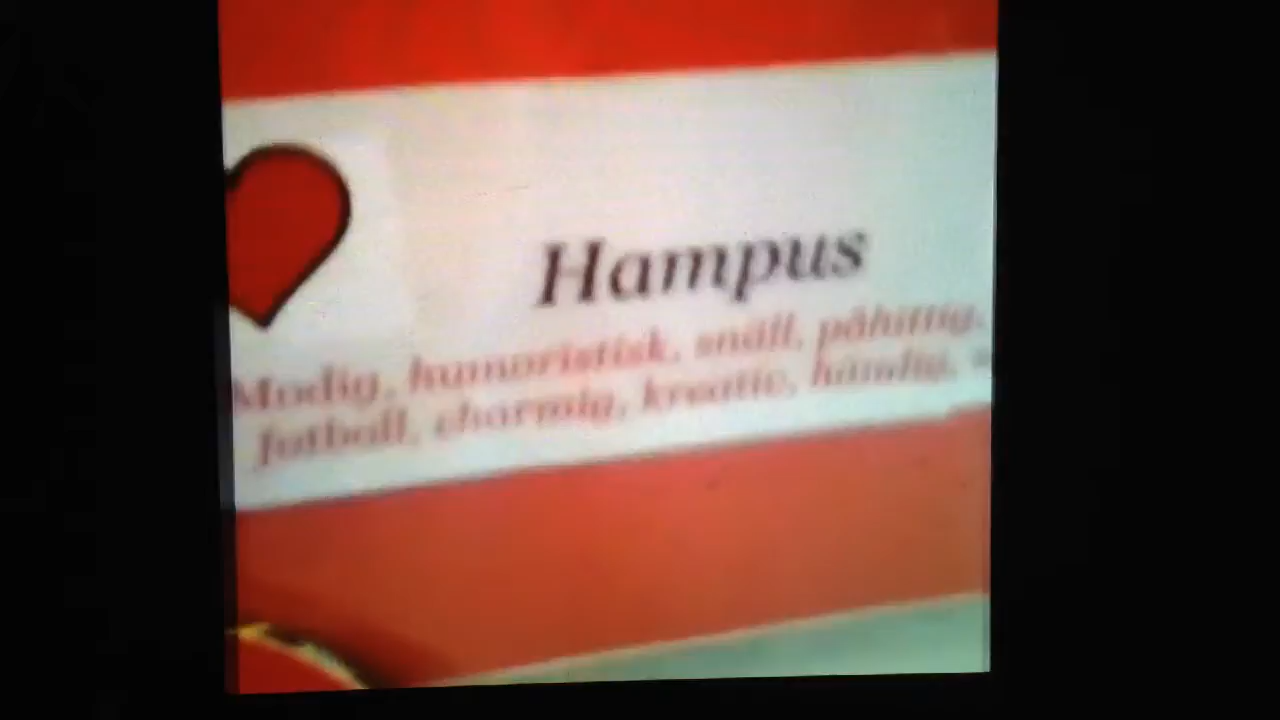 Hampus
Modig, humoristisk, snäll, påhittig,
fotboll, charmig, kreativ, händig,